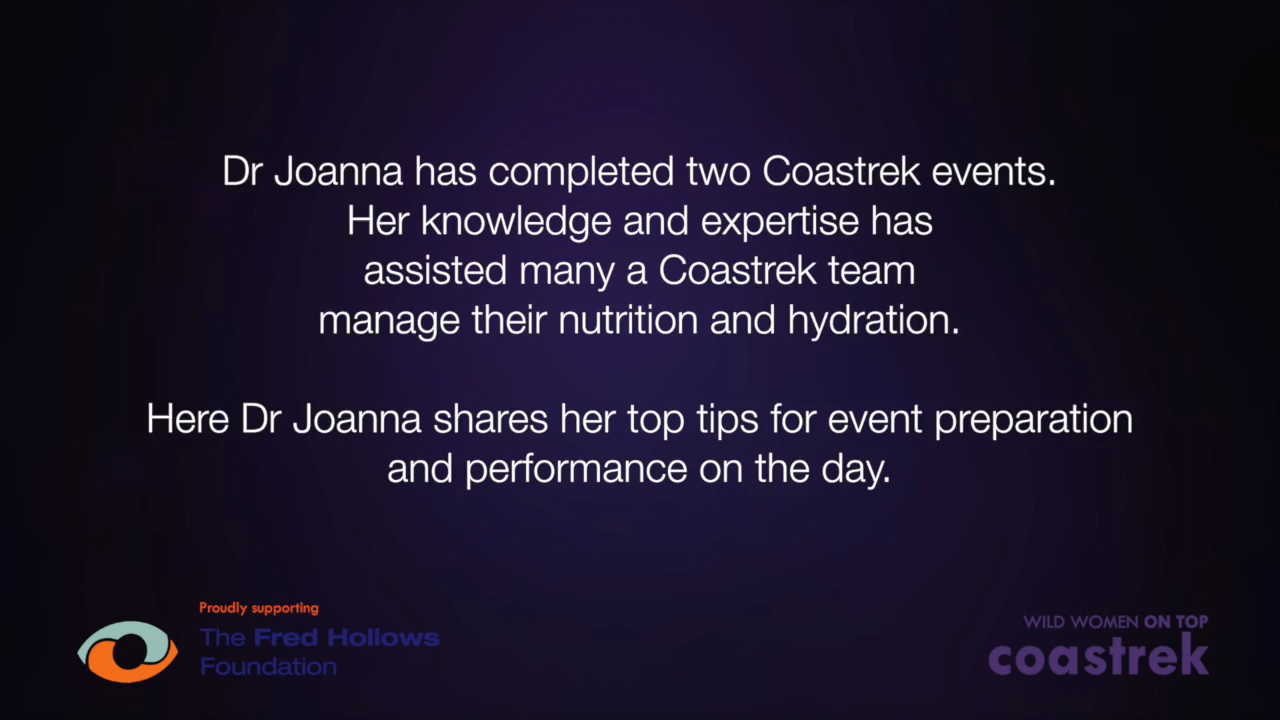 Dr Joanna has completed two Coastrek events.
Her knowledge and expertise has
assisted many a Coastrek team
manage their nutrition and hydration.
Here Dr Joanna shares her top tips for event preparation
and performance on the day.
Proudly supporting
The Fred Hollows
Foundation
WILD WOMEN ON TOP
coastrek